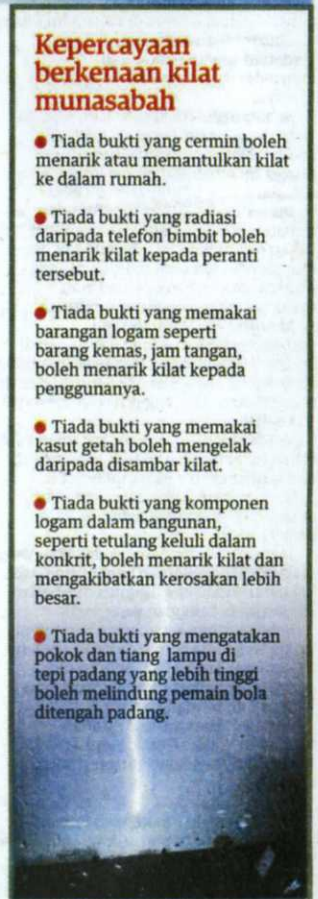 Kepercayaan
berkenaan kilat
munasabah
● Tiada bukti yang cermin boleh
menarik atau memantulkan kilat
ke dalam rumah.
● Tiada bukti yang radiasi
daripada telefon bimbit boleh
menarik kilat kepada peranti
tersebut.
● Tiada bukti yang memakai
barangan logam seperti
barang kemas, jam tangan,
boleh menarik kilat kepada
penggunanya.
● Tiada bukti yang memakai
kasut getah boleh mengelak
daripada disambar kilat.
● Tiada bukti yang komponen
logam dalam bangunan,
seperti tetulang keluli dalam
konkrit, boleh menarik kilat dan
mengakibatkan kerosakan lebih
besar.
● Tiada bukti yang mengatakan
pokok dan tiang lampu di
tepi padang yang lebih tinggi
boleh melindung pemain bola
ditengah padang.